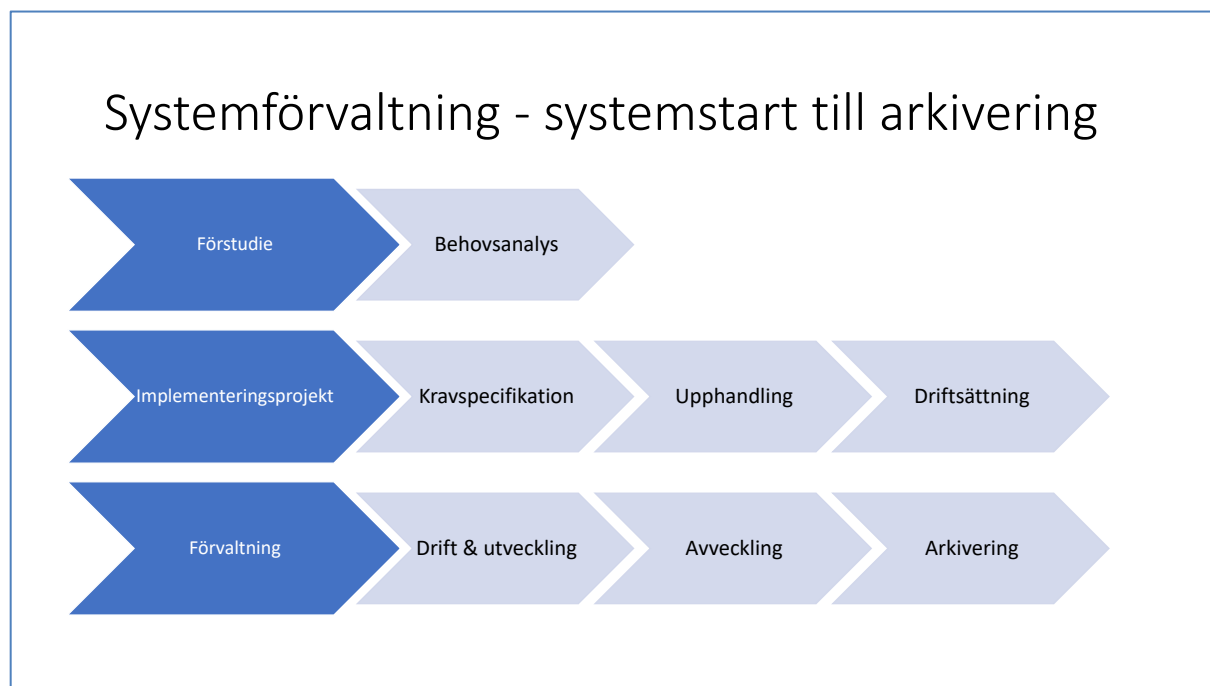 Systemförvaltning - systemstart till arkivering
Förstudie
Behovsanalys
Implementeringsprojekt
Kravspecifikation
Upphandling
Driftsättning
Förvaltning
Drift & utveckling
Avveckling
Arkivering